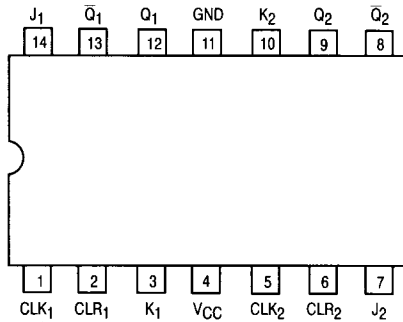 J₁ Q̅₁ Q₁ GND K₂ Q₂ Q̅₂
14 13 12 11 10 9 8
1 2 3 4 5 6 7
CLK₁ CLR₁ K₁ VCC CLK₂ CLR₂ J₂